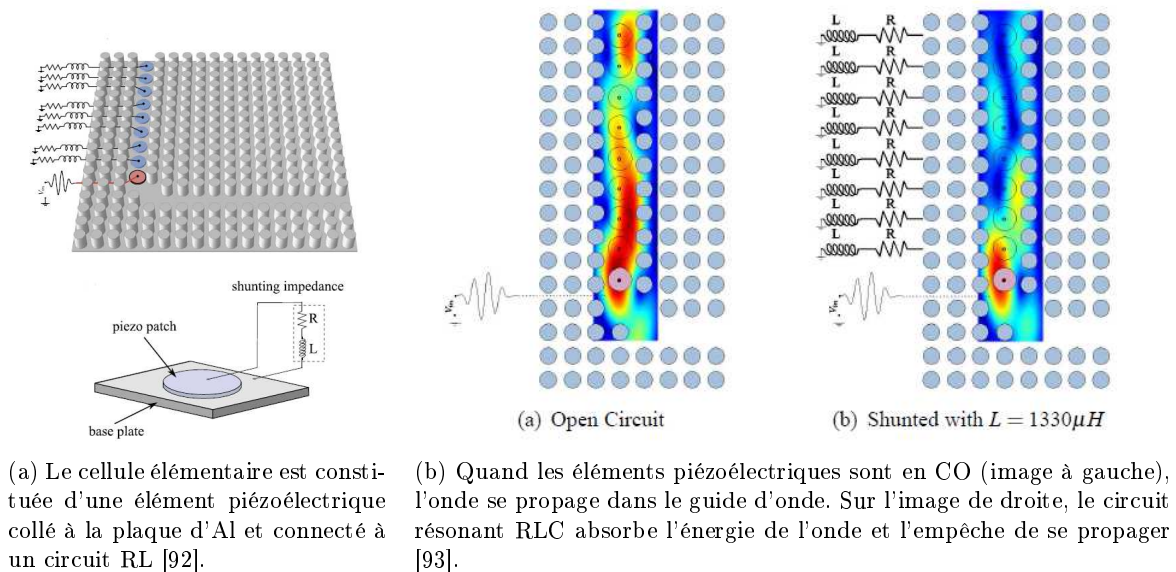 shunting impedance
R
L
piezo patch
base plate
V_in
(a) Open Circuit
V_in
L R
L R
L R
L R
L R
L R
L R
L R
(b) Shunted with L = 1330μH
(a) Le cellule élémentaire est consti-
tuée d'une élément piézoélectrique
collé à la plaque d'Al et connecté à
un circuit RL [92].
(b) Quand les éléments piézoélectriques sont en CO (image à gauche),
l'onde se propage dans le guide d'onde. Sur l'image de droite, le circuit
résonant RLC absorbe l'énergie de l'onde et l'empêche de se propager
[93].